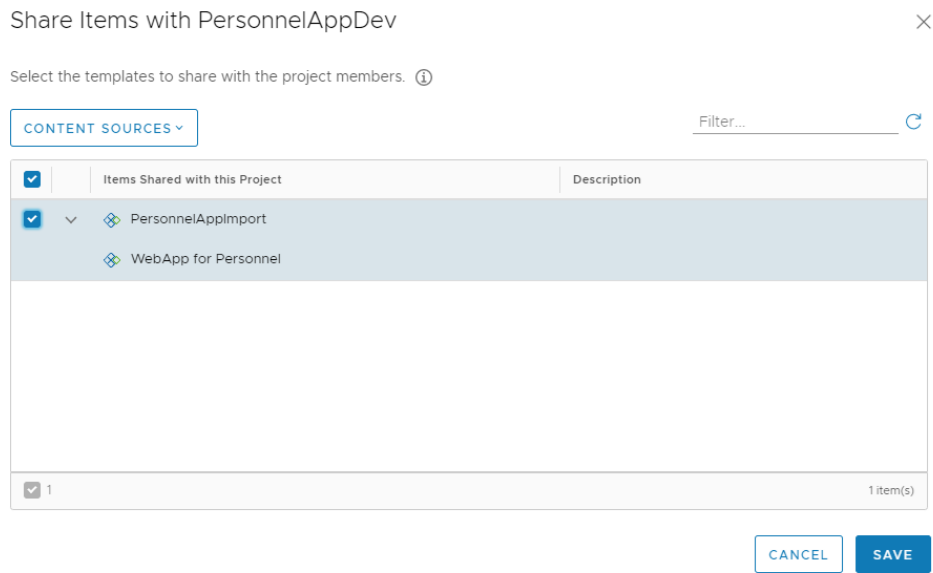 Share Items with PersonnelAppDev
Select the templates to share with the project members.
CONTENT SOURCES
Filter...
Items Shared with this Project Description
PersonnelAppImport
WebApp for Personnel
1 1 item(s)
CANCEL SAVE